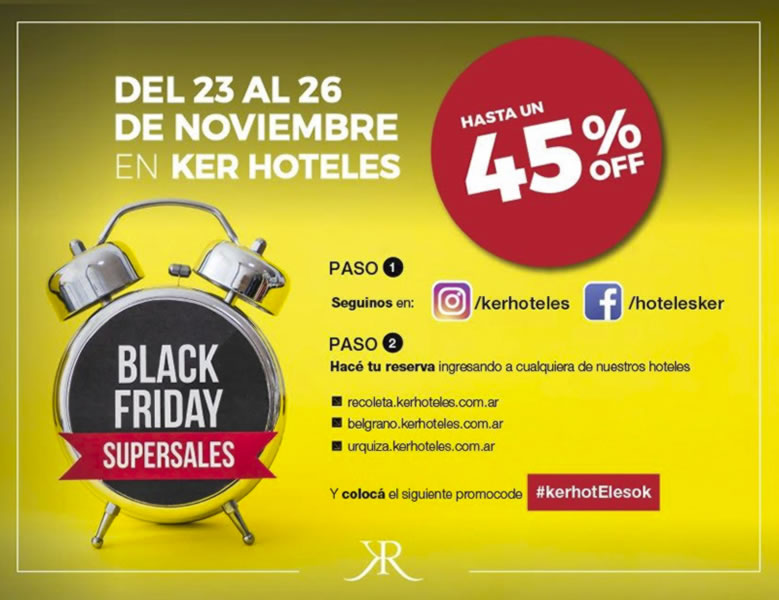 DEL 23 AL 26
DE NOVIEMBRE
EN KER HOTELES
HASTA UN
45% OFF
PASO 1
Seguinos en: /kerhoteles /hotelesker
PASO 2
Hacé tu reserva ingresando a cualquiera de nuestros hoteles
recoleta.kerhoteles.com.ar
belgrano.kerhoteles.com.ar
urquiza.kerhoteles.com.ar
Y colocá el siguiente promocode #kerhotElesok
BLACK
FRIDAY
SUPERSALES
KR